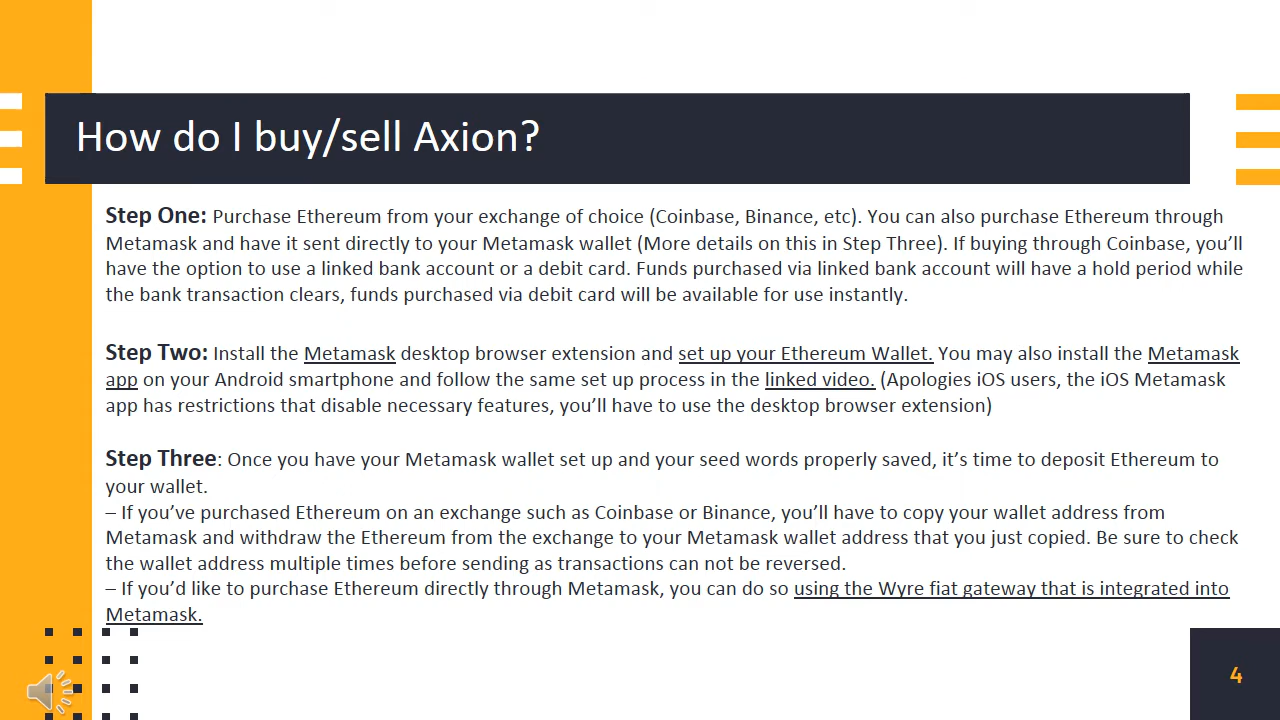 How do I buy/sell Axion?
Step One: Purchase Ethereum from your exchange of choice (Coinbase, Binance, etc). You can also purchase Ethereum through
Metamask and have it sent directly to your Metamask wallet (More details on this in Step Three). If buying through Coinbase, you’ll
have the option to use a linked bank account or a debit card. Funds purchased via linked bank account will have a hold period while
the bank transaction clears, funds purchased via debit card will be available for use instantly.
Step Two: Install the Metamask desktop browser extension and set up your Ethereum Wallet. You may also install the Metamask
app on your Android smartphone and follow the same set up process in the linked video. (Apologies iOS users, the iOS Metamask
app has restrictions that disable necessary features, you’ll have to use the desktop browser extension)
Step Three: Once you have your Metamask wallet set up and your seed words properly saved, it’s time to deposit Ethereum to
your wallet.
– If you’ve purchased Ethereum on an exchange such as Coinbase or Binance, you’ll have to copy your wallet address from
Metamask and withdraw the Ethereum from the exchange to your Metamask wallet address that you just copied. Be sure to check
the wallet address multiple times before sending as transactions can not be reversed.
– If you’d like to purchase Ethereum directly through Metamask, you can do so using the Wyre fiat gateway that is integrated into
Metamask.
4